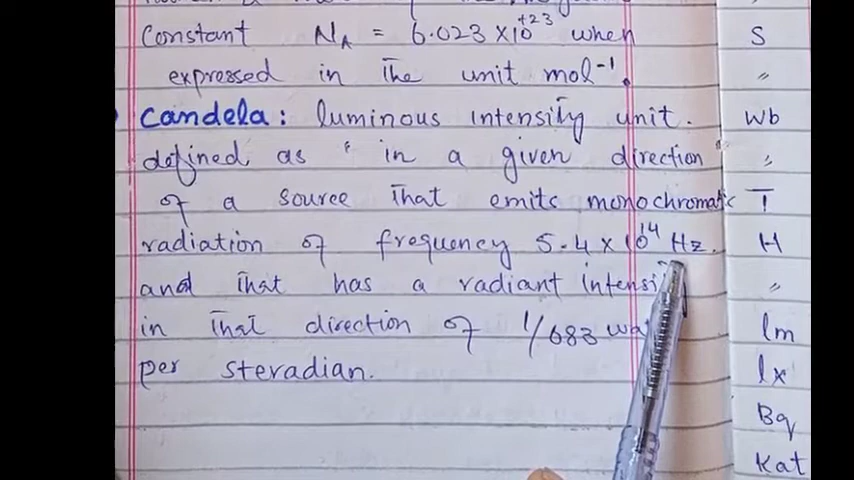 Constant NA = 6.023 × 10+23 when
expressed in the unit mol-1.
Candela: luminous intensity unit.
defined as " in a given direction
of a source that emits monochromatic
radiation of frequency 5.4 × 10^14 Hz.
and that has a radiant intensi
in that direction of 1/683 wa
per steradian.
S
"
Wb
"
T
H
"
lm
lx
Bq
Kat